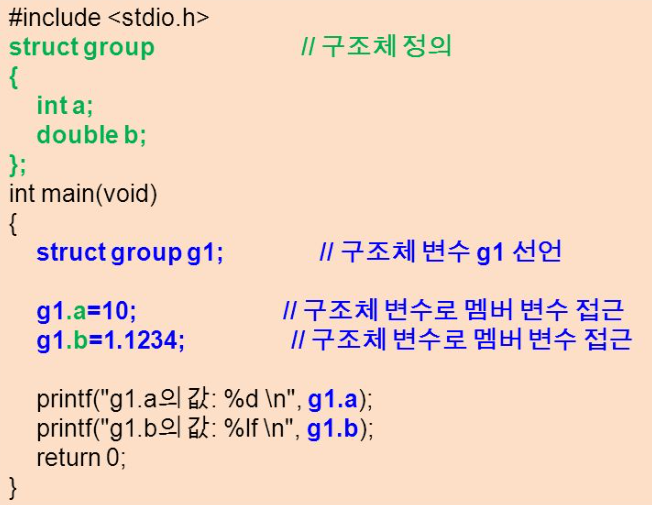 #include <stdio.h>
struct group // 구조체 정의
{
int a;
double b;
};
int main(void)
{
struct group g1; // 구조체 변수 g1 선언
g1.a=10; // 구조체 변수로 멤버 변수 접근
g1.b=1.1234; // 구조체 변수로 멤버 변수 접근
printf("g1.a의 값: %d \n", g1.a);
printf("g1.b의 값: %lf \n", g1.b);
return 0;
}